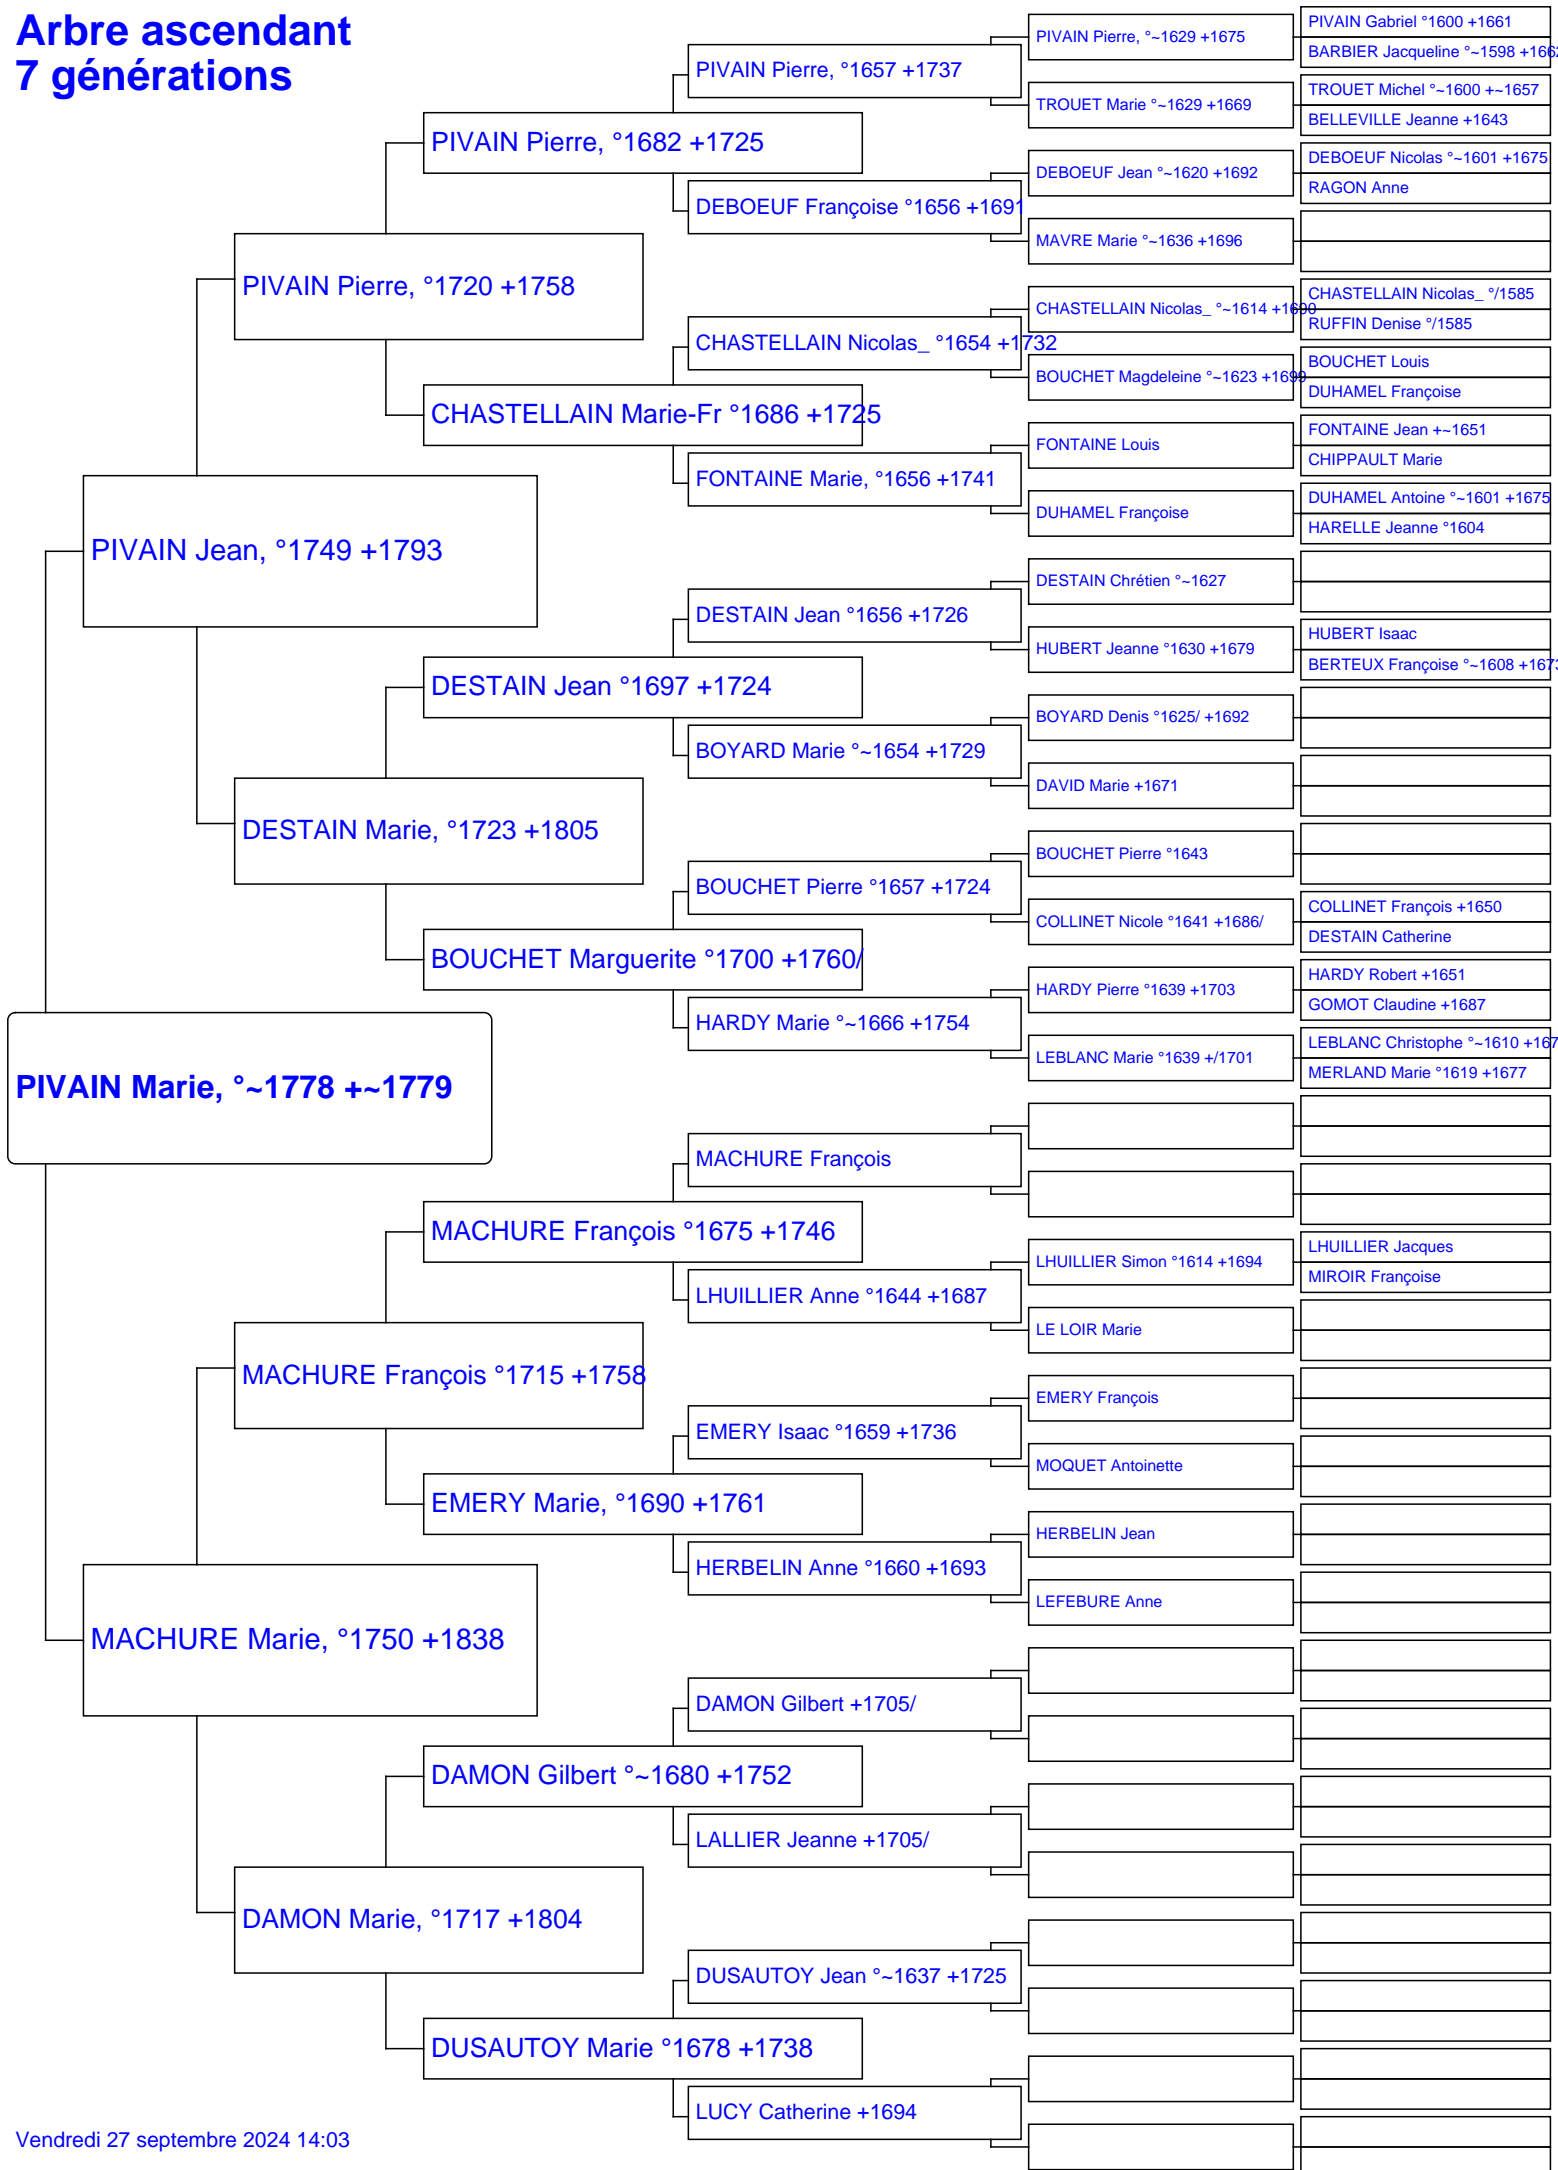 Arbre ascendant
7 générations
PIVAIN Marie, °~1778 +~1779
PIVAIN Jean, °1749 +1793
MACHURE Marie, °1750 +1838
PIVAIN Pierre, °1720 +1758
DESTAIN Marie, °1723 +1805
MACHURE François °1715 +1758
DAMON Marie, °1717 +1804
PIVAIN Pierre, °1682 +1725
CHASTELLAIN Marie-Fr °1686 +1725
DESTAIN Jean °1697 +1724
BOUCHET Marguerite °1700 +1760/
MACHURE François °1675 +1746
EMERY Marie, °1690 +1761
DAMON Gilbert °~1680 +1752
DUSAUTOY Marie °1678 +1738
PIVAIN Pierre, °1657 +1737
DEBOEUF Françoise °1656 +1691
CHASTELLAIN Nicolas_ °1654 +1732
FONTAINE Marie, °1656 +1741
DESTAIN Jean °1656 +1726
BOYARD Marie °~1654 +1729
BOUCHET Pierre °1657 +1724
HARDY Marie °~1666 +1754
MACHURE François
LHUILLIER Anne °1644 +1687
EMERY Isaac °1659 +1736
HERBELIN Anne °1660 +1693
DAMON Gilbert +1705/
LALLIER Jeanne +1705/
DUSAUTOY Jean °~1637 +1725
LUCY Catherine +1694
PIVAIN Pierre, °~1629 +1675
TROUET Marie °~1629 +1669
DEBOEUF Jean °~1620 +1692
MAVRE Marie °~1636 +1696
CHASTELLAIN Nicolas_ °~1614 +1690
BOUCHET Magdeleine °~1623 +1699
FONTAINE Louis
DUHAMEL Françoise
DESTAIN Chrétien °~1627
HUBERT Jeanne °1630 +1679
BOYARD Denis °1625/ +1692
DAVID Marie +1671
BOUCHET Pierre °1643
COLLINET Nicole °1641 +1686/
HARDY Pierre °1639 +1703
LEBLANC Marie °1639 +/1701
LHUILLIER Simon °1614 +1694
LE LOIR Marie
EMERY François
MOQUET Antoinette
HERBELIN Jean
LEFEBURE Anne
PIVAIN Gabriel °1600 +1661
BARBIER Jacqueline °~1598 +1662
TROUET Michel °~1600 +~1657
BELLEVILLE Jeanne +1643
DEBOEUF Nicolas °~1601 +1675
RAGON Anne
CHASTELLAIN Nicolas_ °/1585
RUFFIN Denise °/1585
BOUCHET Louis
DUHAMEL Françoise
FONTAINE Jean +~1651
CHIPPAULT Marie
DUHAMEL Antoine °~1601 +1675
HARELLE Jeanne °1604
HUBERT Isaac
BERTEUX Françoise °~1608 +1673
COLLINET François +1650
DESTAIN Catherine
HARDY Robert +1651
GOMOT Claudine +1687
LEBLANC Christophe °~1610 +167
MERLAND Marie °1619 +1677
LHUILLIER Jacques
MIROIR Françoise
Vendredi 27 septembre 2024 14:03